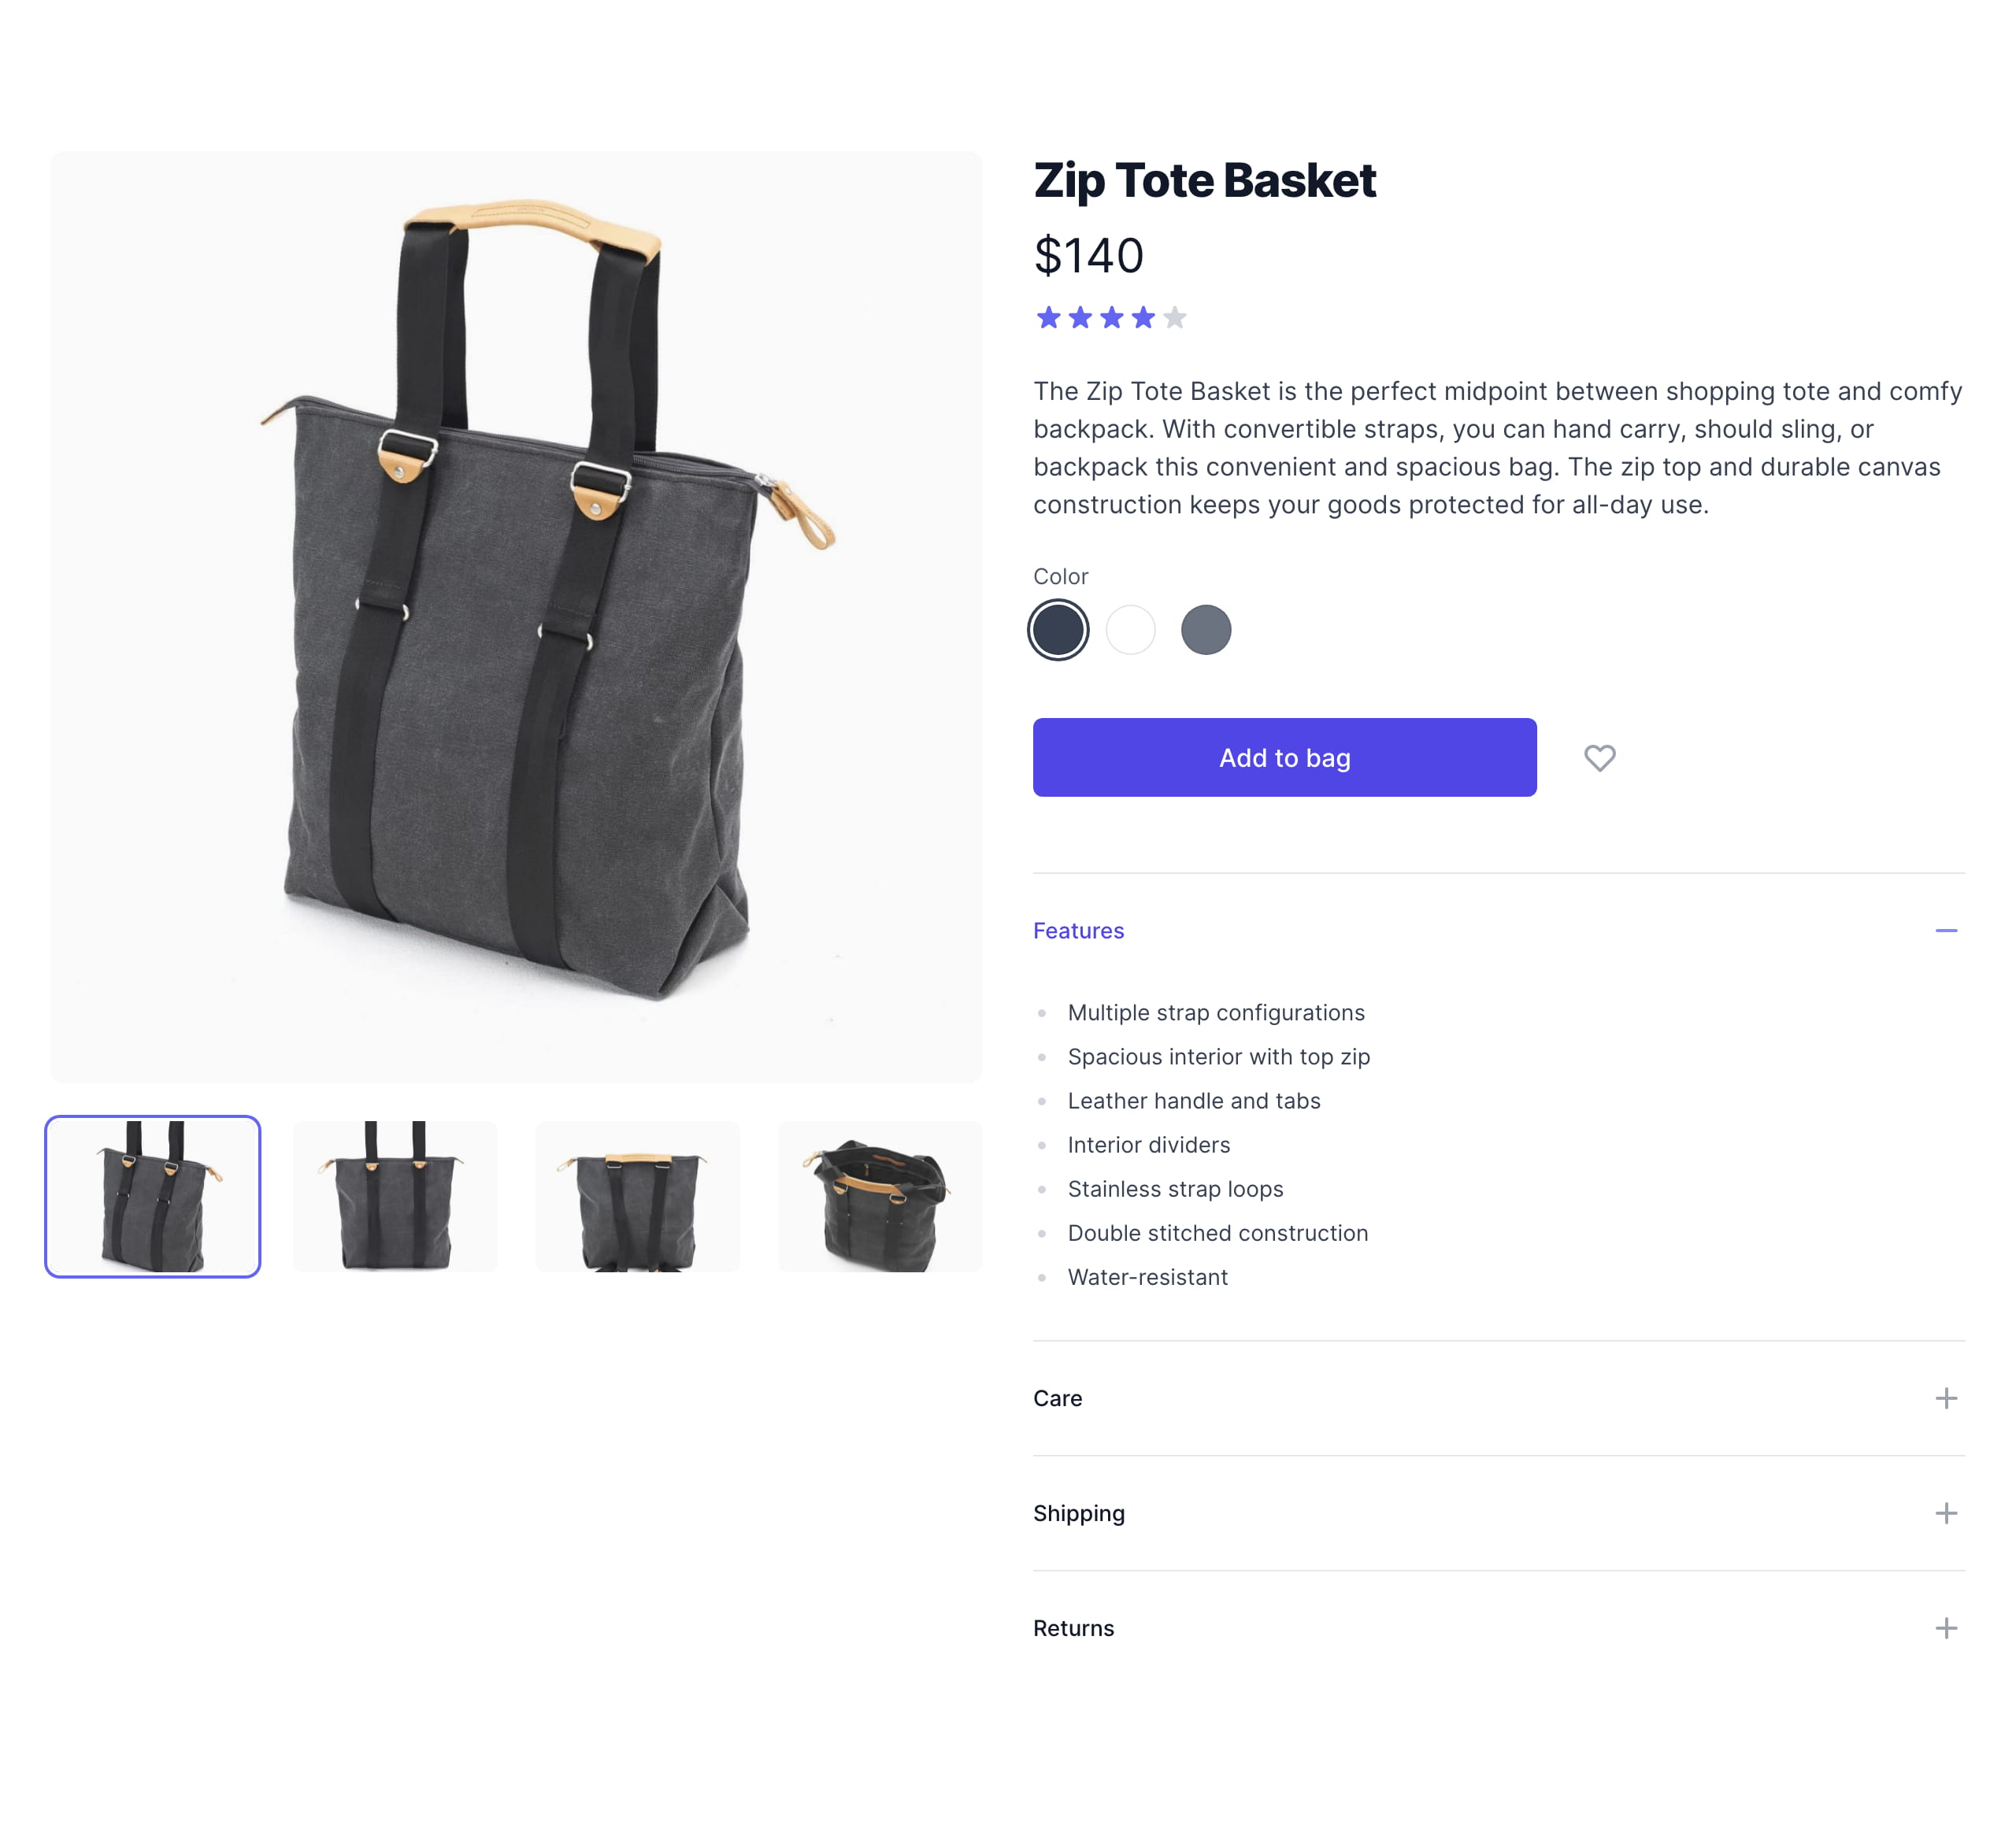 Zip Tote Basket
$140
The Zip Tote Basket is the perfect midpoint between shopping tote and comfy
backpack. With convertible straps, you can hand carry, should sling, or
backpack this convenient and spacious bag. The zip top and durable canvas
construction keeps your goods protected for all-day use.
Color
Add to bag
Features
Multiple strap configurations
Spacious interior with top zip
Leather handle and tabs
Interior dividers
Stainless strap loops
Double stitched construction
Water-resistant
Care
Shipping
Returns